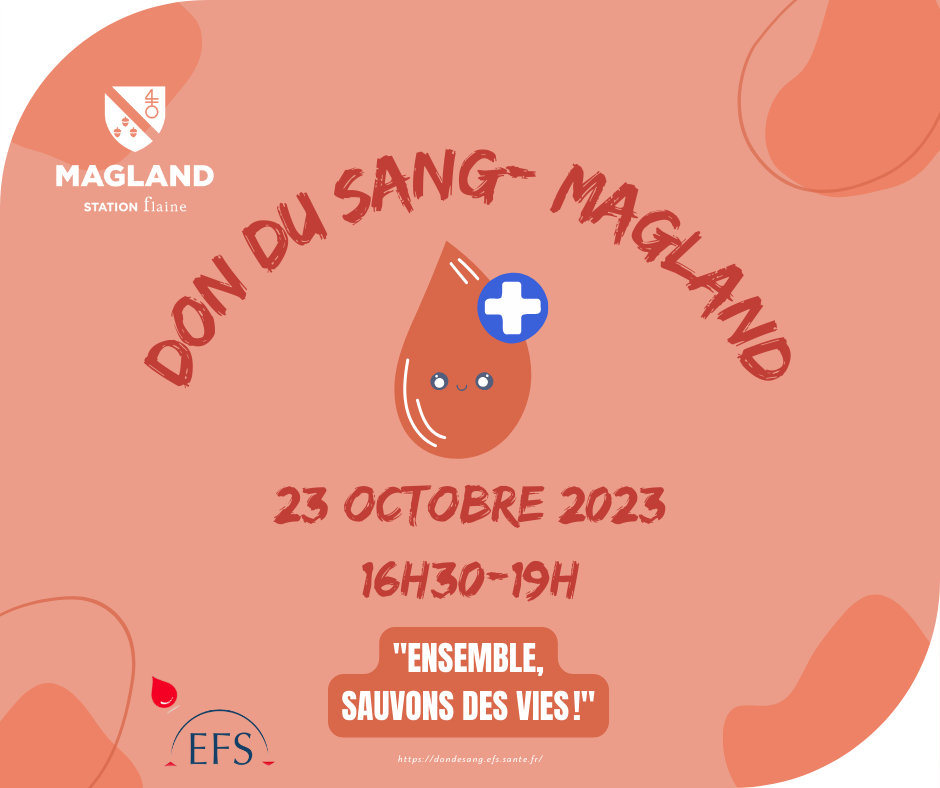 MAGLAND
STATION flaine
DON DU SANG- MAGLAND
23 OCTOBRE 2023
16H30-19H
"ENSEMBLE,
SAUVONS DES VIES !"
EFS
https://dondesang.efs.sante.fr/